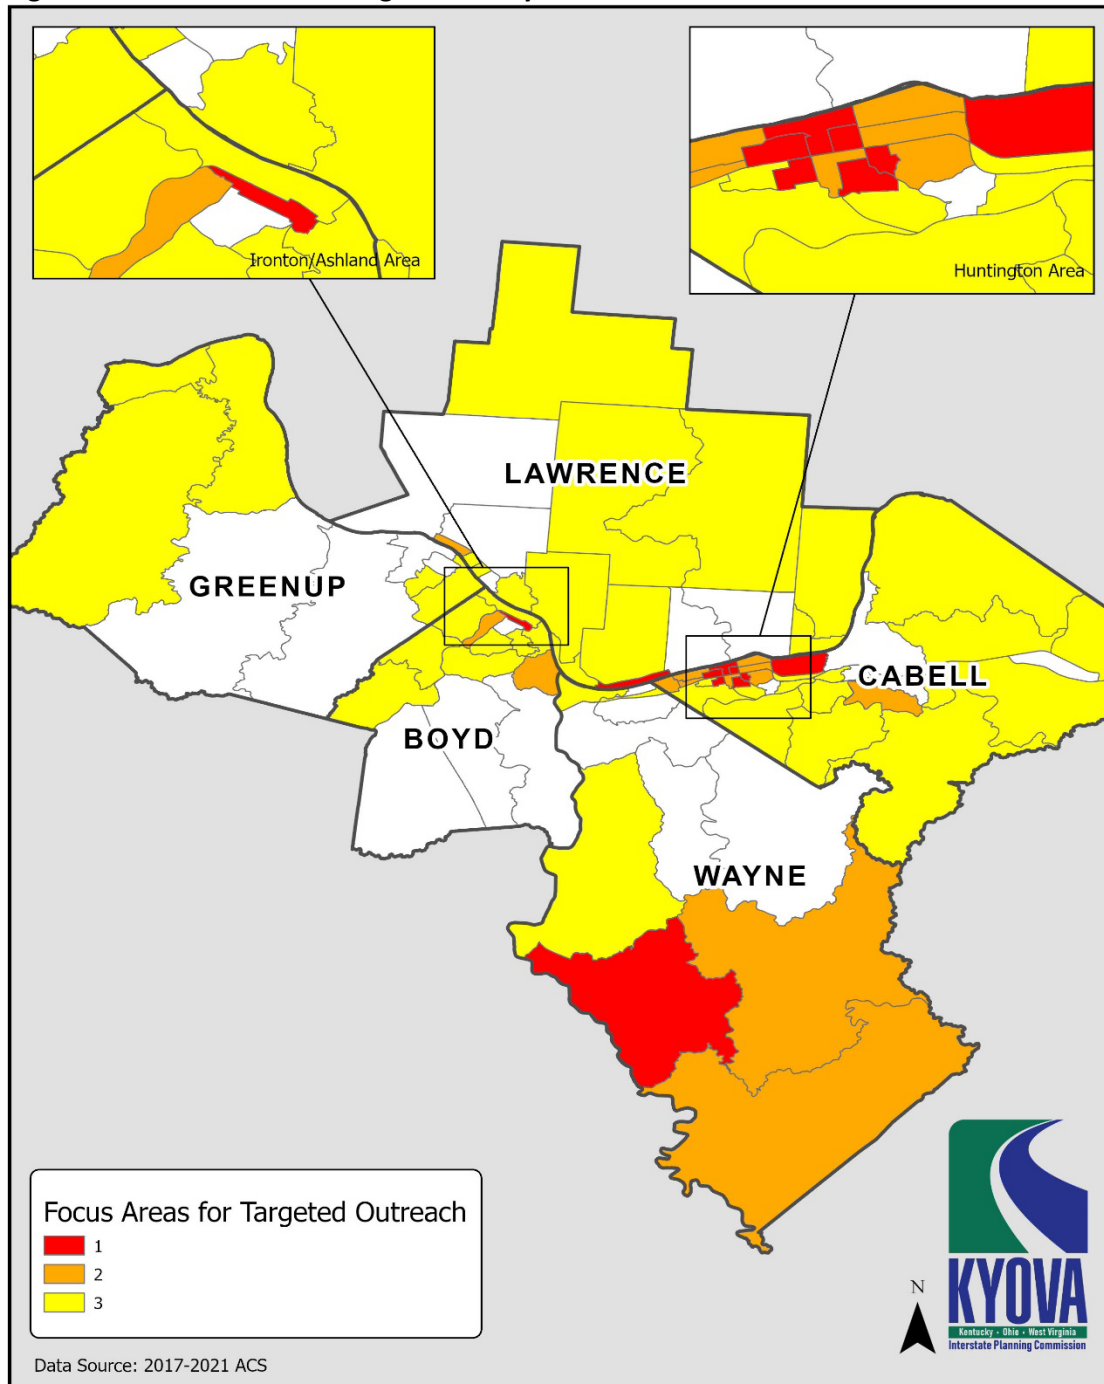 Ironton/Ashland Area
Huntington Area
LAWRENCE
GREENUP
CABELL
BOYD
WAYNE
Focus Areas for Targeted Outreach
1
2
3
Data Source: 2017-2021 ACS
N
KYOVA
Kentucky • Ohio • West Virginia
Interstate Planning Commission